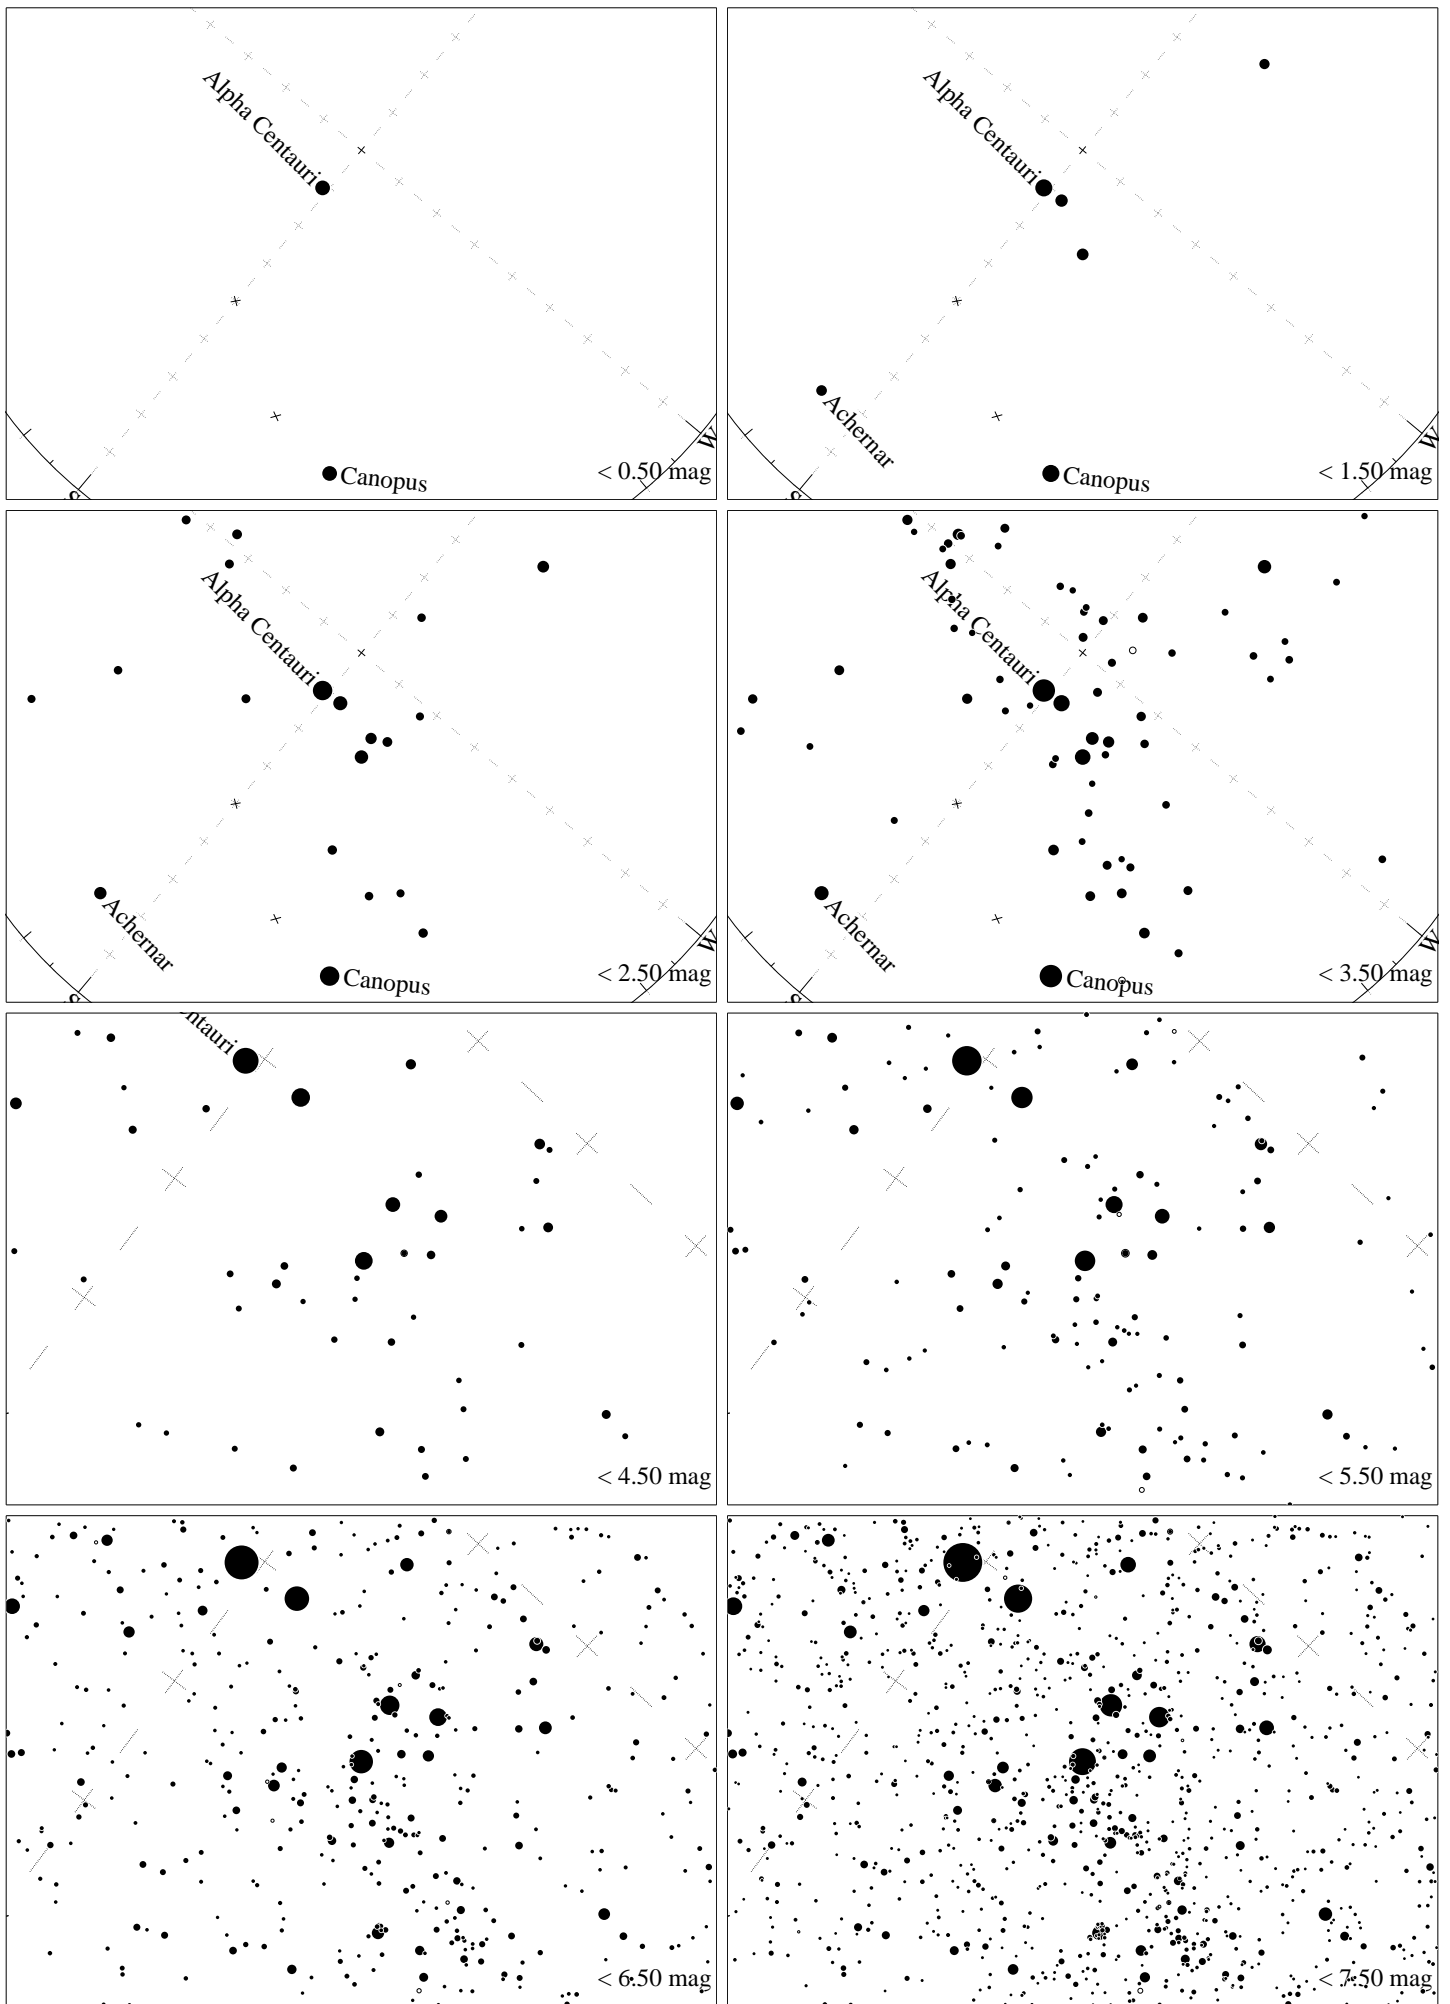 Alpha Centauri
W
Canopus
< 0.50 mag
S
Alpha Centauri
Achernar
W
Canopus
< 1.50 mag
S
Alpha Centauri
Achernar
W
Canopus
< 2.50 mag
S
Alpha Centauri
Achernar
W
Canopus
< 3.50 mag
S
ntauri
< 4.50 mag
< 5.50 mag
< 6.50 mag
< 7.50 mag